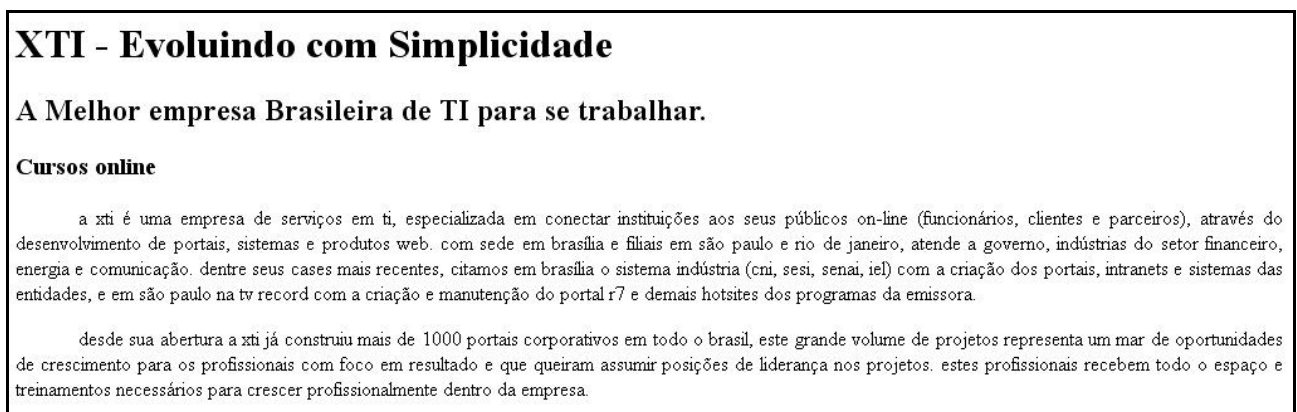 XTI - Evoluindo com Simplicidade
A Melhor empresa Brasileira de TI para se trabalhar.
Cursos online
a xti é uma empresa de serviços em ti, especializada em conectar instituições aos seus públicos on-line (funcionários, clientes e parceiros), através do
desenvolvimento de portais, sistemas e produtos web. com sede em brasília e filiais em são paulo e rio de janeiro, atende a governo, indústrias do setor financeiro,
energia e comunicação. dentre seus cases mais recentes, citamos em brasília o sistema indústria (cni, sesi, senai, iel) com a criação dos portais, intranets e sistemas das
entidades, e em são paulo na tv record com a criação e manutenção do portal r7 e demais hotsites dos programas da emissora.
desde sua abertura a xti já construiu mais de 1000 portais corporativos em todo o brasil, este grande volume de projetos representa um mar de oportunidades
de crescimento para os profissionais com foco em resultado e que queiram assumir posições de liderança nos projetos. estes profissionais recebem todo o espaço e
treinamentos necessários para crescer profissionalmente dentro da empresa.